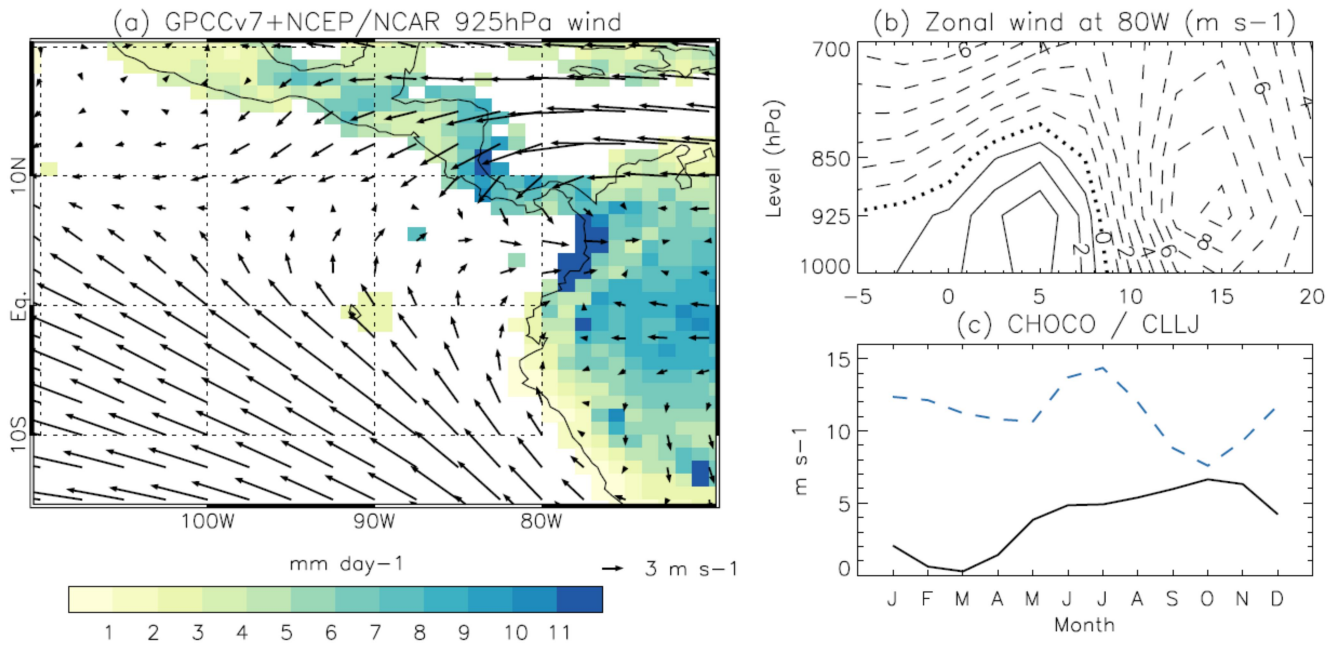 (a) GPCCv7+NCEP/NCAR 925hPa wind
10N
Eq.
10S
100W 90W 80W
mm day-1
3 m s-1
1 2 3 4 5 6 7 8 9 10 11
(b) Zonal wind at 80W (m s-1)
Level (hPa)
700
850
925
1000
6 4 6 4
2 0 2 4 6 8
-5 0 5 10 15 20
(c) CHOCO / CLLJ
m s-1
15
10
5
0
J F M A M J J A S O N D
Month